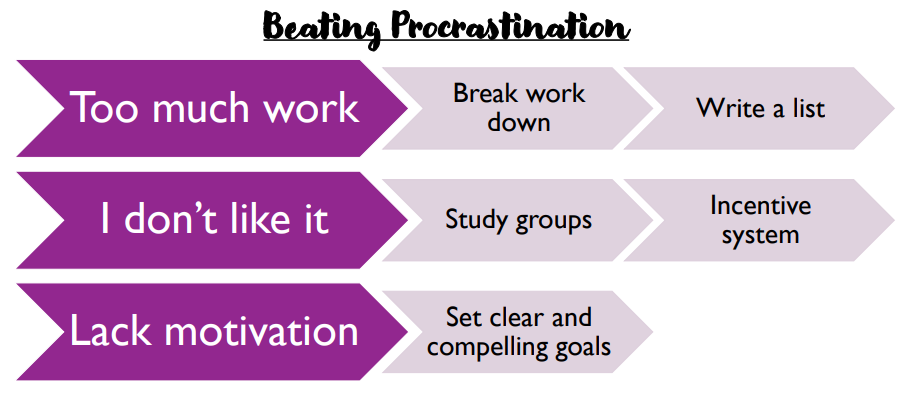 Beating Procrastination
Too much work
Break work
down
Write a list
I don't like it
Study groups
Incentive
system
Lack motivation
Set clear and
compelling goals